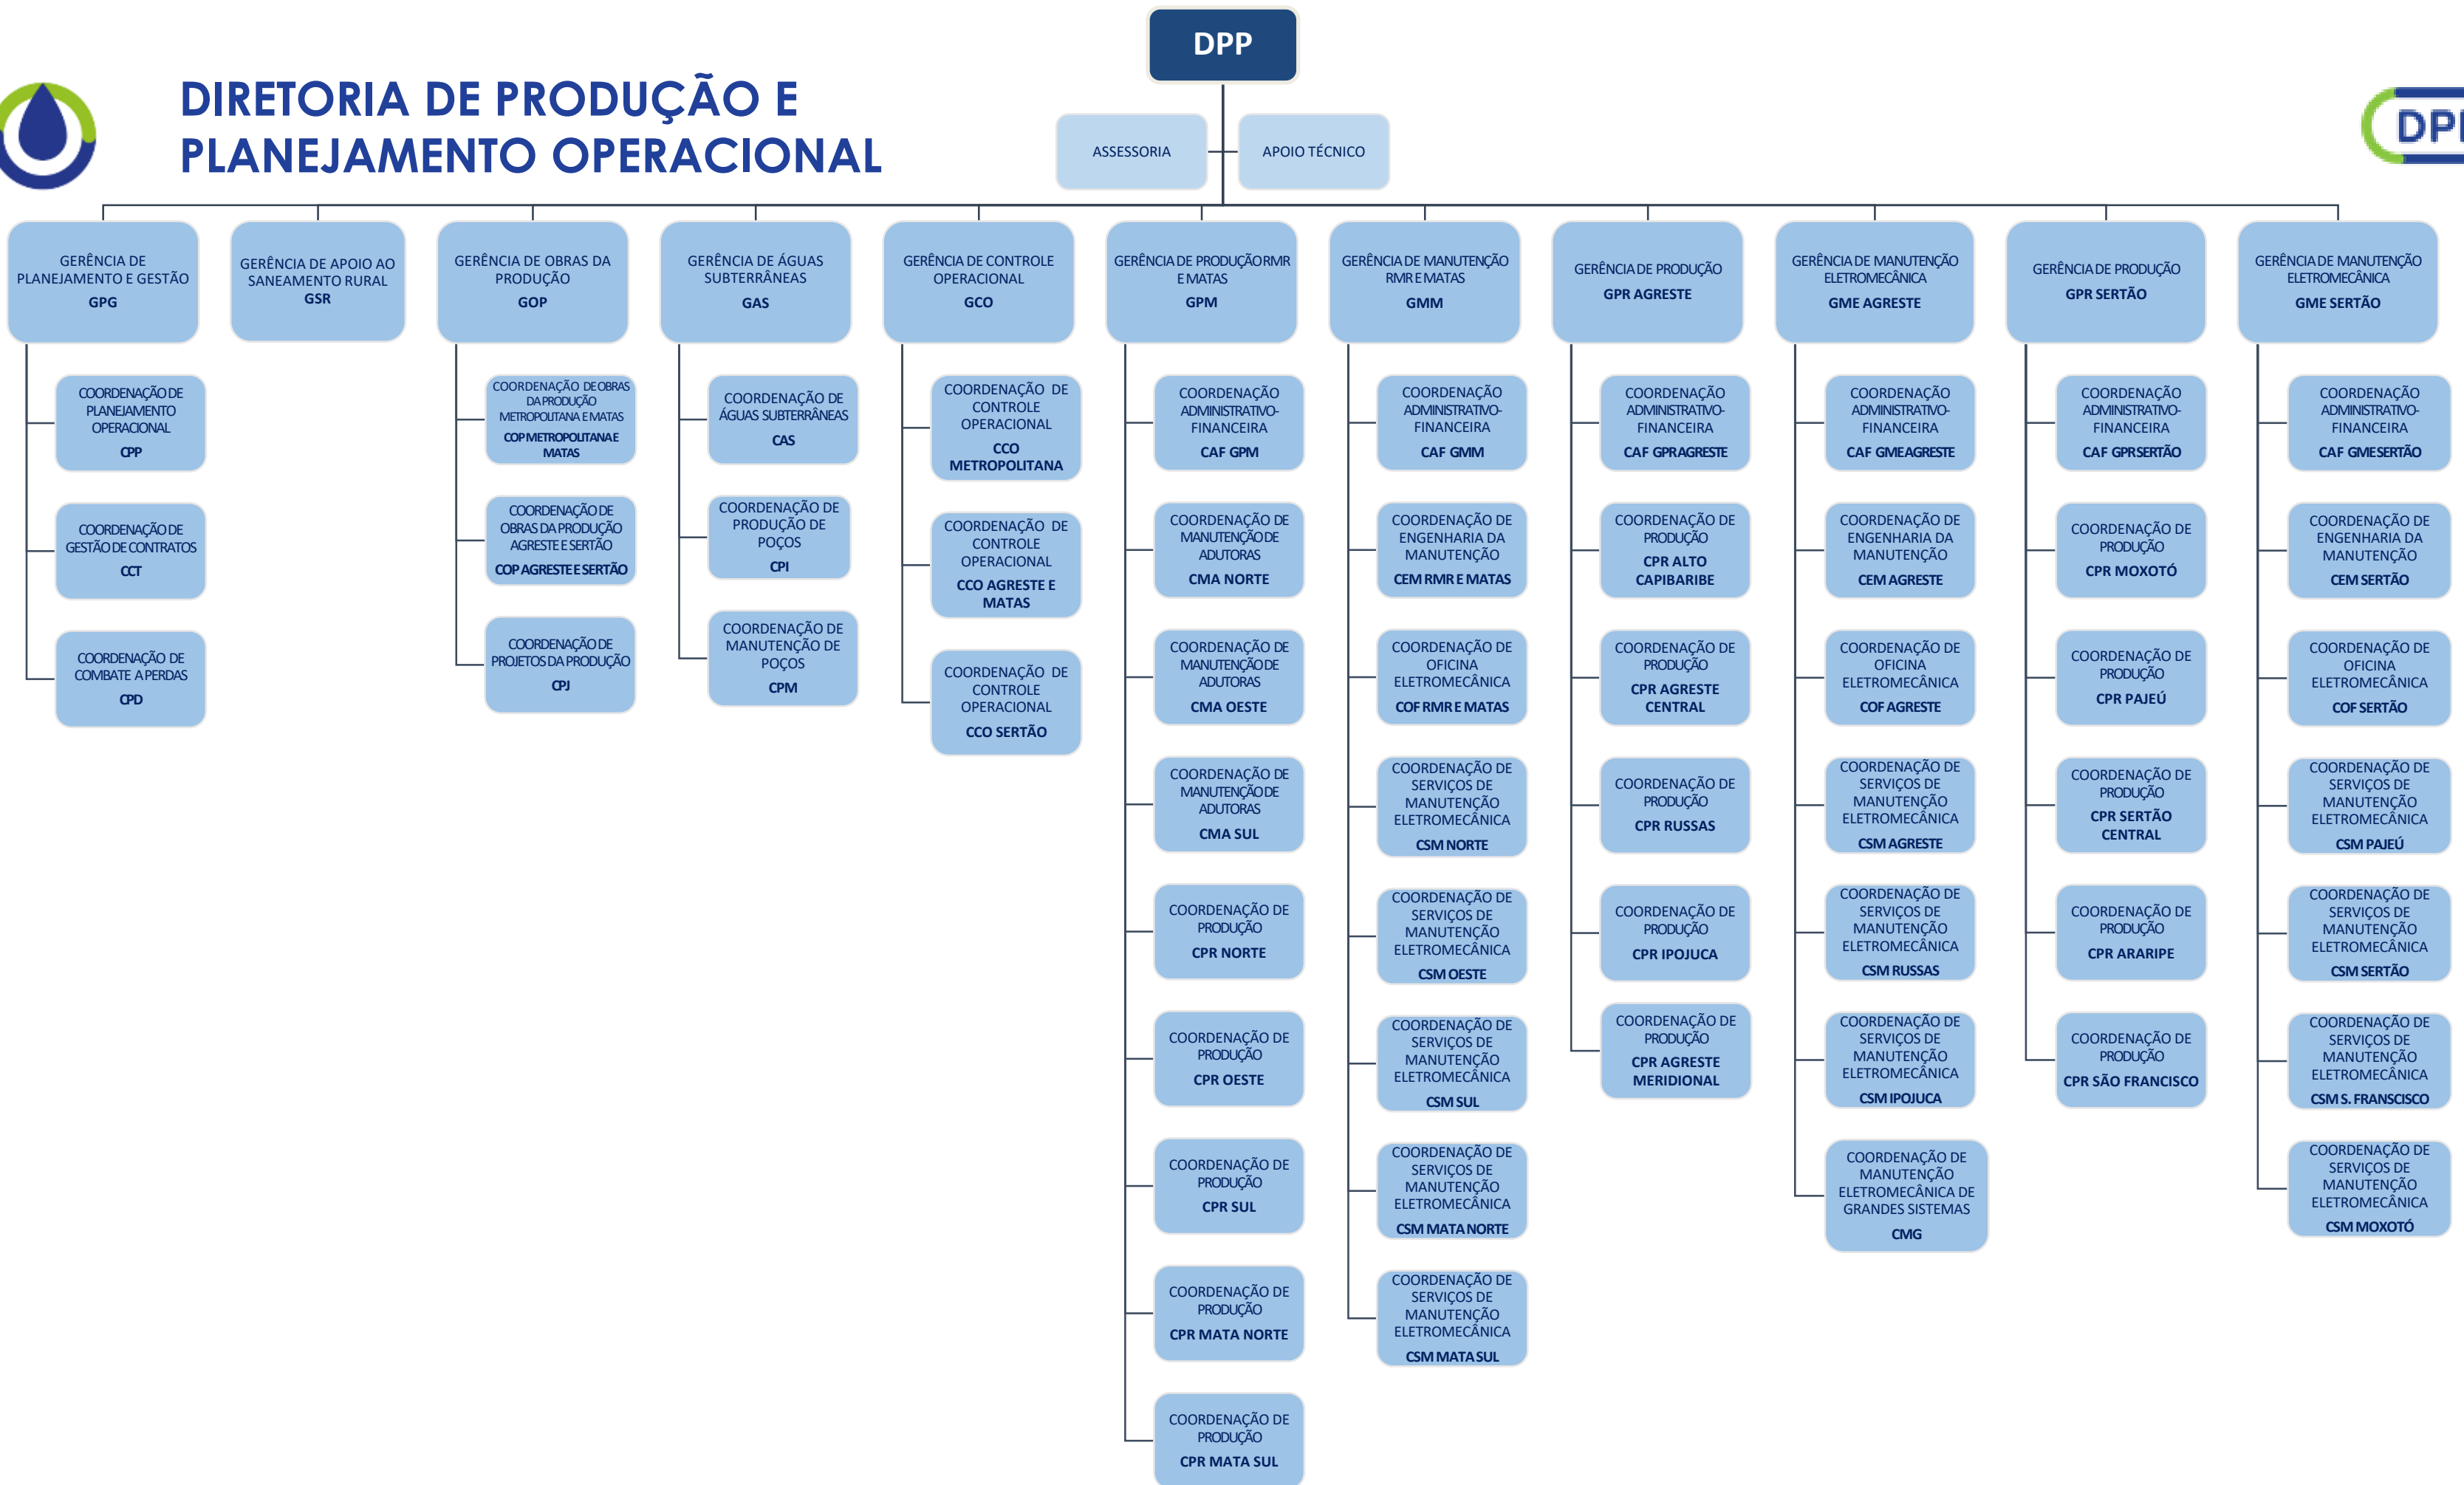 DPP
DIRETORIA DE PRODUÇÃO E
PLANEJAMENTO OPERACIONAL
ASSESSORIA
APOIO TÉCNICO
GERÊNCIA DE
PLANEJAMENTO E GESTÃO
GPG
COORDENAÇÃO DE
PLANEJAMENTO
OPERACIONAL
CPP
COORDENAÇÃO DE
GESTÃO DE CONTRATOS
CCT
COORDENAÇÃO DE
COMBATE A PERDAS
CPD
GERÊNCIA DE APOIO AO
SANEAMENTO RURAL
GSR
GERÊNCIA DE OBRAS DA
PRODUÇÃO
GOP
COORDENAÇÃO DE OBRAS
DA PRODUÇÃO
METROPOLITANA E MATAS
COP METROPOLITANA E
MATAS
COORDENAÇÃO DE
OBRAS DA PRODUÇÃO
AGRESTE E SERTÃO
COP AGRESTE E SERTÃO
COORDENAÇÃO DE
PROJETOS DA PRODUÇÃO
CPJ
GERÊNCIA DE ÁGUAS
SUBTERRÂNEAS
GAS
COORDENAÇÃO DE
ÁGUAS SUBTERRÂNEAS
CAS
COORDENAÇÃO DE
PRODUÇÃO DE
POÇOS
CPI
COORDENAÇÃO DE
MANUTENÇÃO DE
POÇOS
CPM
GERÊNCIA DE CONTROLE
OPERACIONAL
GCO
COORDENAÇÃO DE
CONTROLE
OPERACIONAL
CCO
METROPOLITANA
COORDENAÇÃO DE
CONTROLE
OPERACIONAL
CCO AGRESTE E
MATAS
COORDENAÇÃO DE
CONTROLE
OPERACIONAL
CCO SERTÃO
GERÊNCIA DE PRODUÇÃO RMR
E MATAS
GPM
COORDENAÇÃO
ADMINISTRATIVO-
FINANCEIRA
CAF GPM
COORDENAÇÃO DE
MANUTENÇÃO DE
ADUTORAS
CMA NORTE
COORDENAÇÃO DE
MANUTENÇÃO DE
ADUTORAS
CMA OESTE
COORDENAÇÃO DE
MANUTENÇÃO DE
ADUTORAS
CMA SUL
COORDENAÇÃO DE
PRODUÇÃO
CPR NORTE
COORDENAÇÃO DE
PRODUÇÃO
CPR OESTE
COORDENAÇÃO DE
PRODUÇÃO
CPR SUL
COORDENAÇÃO DE
PRODUÇÃO
CPR MATA NORTE
COORDENAÇÃO DE
PRODUÇÃO
CPR MATA SUL
GERÊNCIA DE MANUTENÇÃO
RMR E MATAS
GMM
COORDENAÇÃO
ADMINISTRATIVO-
FINANCEIRA
CAF GMM
COORDENAÇÃO DE
ENGENHARIA DA
MANUTENÇÃO
CEM RMR E MATAS
COORDENAÇÃO DE
OFICINA
ELETROMECÂNICA
COF RMR E MATAS
COORDENAÇÃO DE
SERVIÇOS DE
MANUTENÇÃO
ELETROMECÂNICA
CSM NORTE
COORDENAÇÃO DE
SERVIÇOS DE
MANUTENÇÃO
ELETROMECÂNICA
CSM OESTE
COORDENAÇÃO DE
SERVIÇOS DE
MANUTENÇÃO
ELETROMECÂNICA
CSM SUL
COORDENAÇÃO DE
SERVIÇOS DE
MANUTENÇÃO
ELETROMECÂNICA
CSM MATA NORTE
COORDENAÇÃO DE
SERVIÇOS DE
MANUTENÇÃO
ELETROMECÂNICA
CSM MATA SUL
GERÊNCIA DE PRODUÇÃO
GPR AGRESTE
COORDENAÇÃO
ADMINISTRATIVO-
FINANCEIRA
CAF GPR AGRESTE
COORDENAÇÃO DE
PRODUÇÃO
CPR ALTO
CAPIBARIBE
COORDENAÇÃO DE
PRODUÇÃO
CPR AGRESTE
CENTRAL
COORDENAÇÃO DE
PRODUÇÃO
CPR RUSSAS
COORDENAÇÃO DE
PRODUÇÃO
CPR IPOJUCA
COORDENAÇÃO DE
PRODUÇÃO
CPR AGRESTE
MERIDIONAL
GERÊNCIA DE MANUTENÇÃO
ELETROMECÂNICA
GME AGRESTE
COORDENAÇÃO
ADMINISTRATIVO-
FINANCEIRA
CAF GME AGRESTE
COORDENAÇÃO DE
ENGENHARIA DA
MANUTENÇÃO
CEM AGRESTE
COORDENAÇÃO DE
OFICINA
ELETROMECÂNICA
COF AGRESTE
COORDENAÇÃO DE
SERVIÇOS DE
MANUTENÇÃO
ELETROMECÂNICA
CSM AGRESTE
COORDENAÇÃO DE
SERVIÇOS DE
MANUTENÇÃO
ELETROMECÂNICA
CSM RUSSAS
COORDENAÇÃO DE
SERVIÇOS DE
MANUTENÇÃO
ELETROMECÂNICA
CSM IPOJUCA
COORDENAÇÃO DE
MANUTENÇÃO
ELETROMECÂNICA DE
GRANDES SISTEMAS
CMG
GERÊNCIA DE PRODUÇÃO
GPR SERTÃO
COORDENAÇÃO
ADMINISTRATIVO-
FINANCEIRA
CAF GPR SERTÃO
COORDENAÇÃO DE
PRODUÇÃO
CPR MOXOTÓ
COORDENAÇÃO DE
PRODUÇÃO
CPR PAJEÚ
COORDENAÇÃO DE
PRODUÇÃO
CPR SERTÃO
CENTRAL
COORDENAÇÃO DE
PRODUÇÃO
CPR ARARIPE
COORDENAÇÃO DE
PRODUÇÃO
CPR SÃO FRANCISCO
GERÊNCIA DE MANUTENÇÃO
ELETROMECÂNICA
GME SERTÃO
COORDENAÇÃO
ADMINISTRATIVO-
FINANCEIRA
CAF GME SERTÃO
COORDENAÇÃO DE
ENGENHARIA DA
MANUTENÇÃO
CEM SERTÃO
COORDENAÇÃO DE
OFICINA
ELETROMECÂNICA
COF SERTÃO
COORDENAÇÃO DE
SERVIÇOS DE
MANUTENÇÃO
ELETROMECÂNICA
CSM PAJEÚ
COORDENAÇÃO DE
SERVIÇOS DE
MANUTENÇÃO
ELETROMECÂNICA
CSM SERTÃO
COORDENAÇÃO DE
SERVIÇOS DE
MANUTENÇÃO
ELETROMECÂNICA
CSM S. FRANSCISCO
COORDENAÇÃO DE
SERVIÇOS DE
MANUTENÇÃO
ELETROMECÂNICA
CSM MOXOTÓ